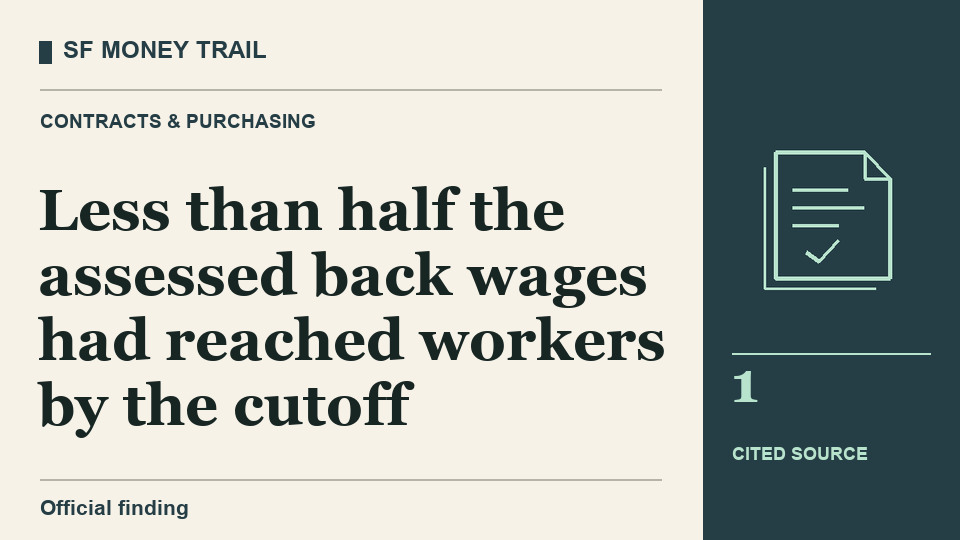 SF MONEY TRAIL
CONTRACTS & PURCHASING
Less than half the
assessed back wages
had reached workers
by the cutoff
Official finding
1
CITED SOURCE